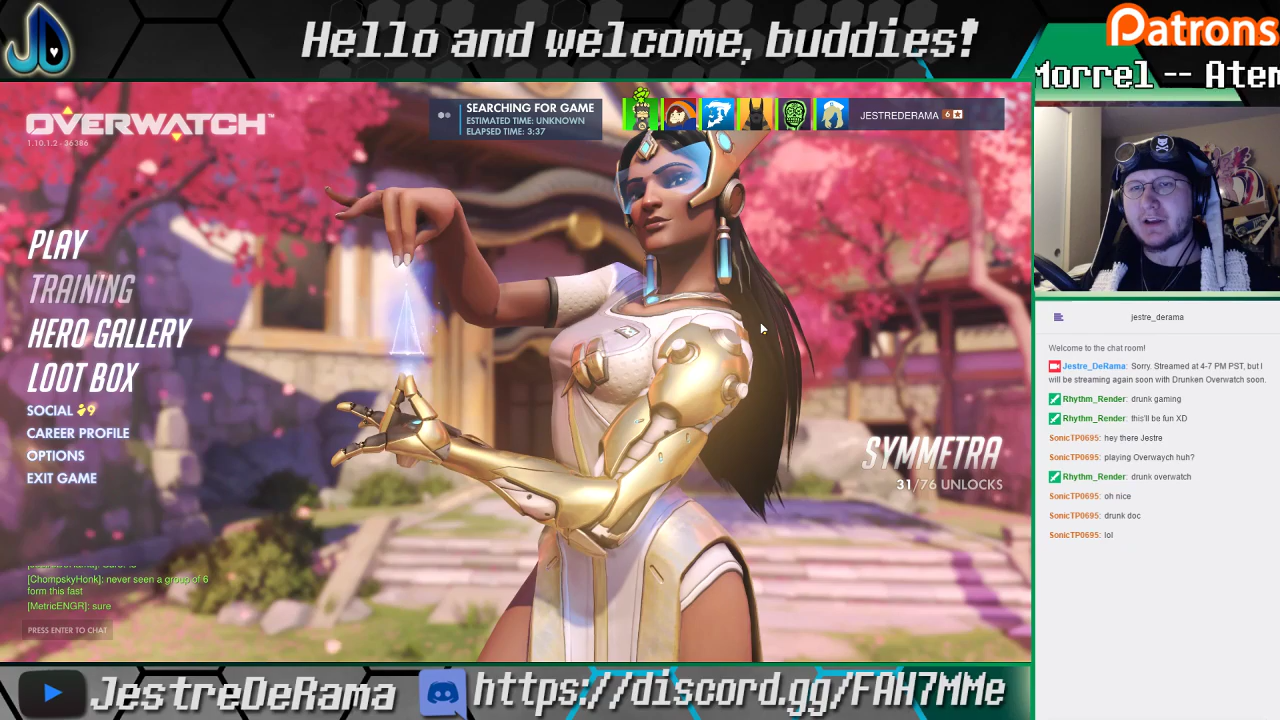 JD
Hello and welcome, buddies!
Patrons
Morrel -- Aten
OVERWATCH™
1.10.1.2 - 36386
SEARCHING FOR GAME
ESTIMATED TIME: UNKNOWN
ELAPSED TIME: 3:37
JESTREDERAMA 6
PLAY
TRAINING
HERO GALLERY
LOOT BOX
SOCIAL 9
CAREER PROFILE
OPTIONS
EXIT GAME
SYMMETRA
31/76 UNLOCKS
[ChompskyHonk]: never seen a group of 6
form this fast
[MetricENGR]: sure
PRESS ENTER TO CHAT
jestre_derama
Welcome to the chat room!
Jestre_DeRama: Sorry. Streamed at 4-7 PM PST, but I
will be streaming again soon with Drunken Overwatch soon.
Rhythm_Render: drunk gaming
Rhythm_Render: this'll be fun XD
SonicTP0695: hey there Jestre
SonicTP0695: playing Overwaych huh?
Rhythm_Render: drunk overwatch
SonicTP0695: oh nice
SonicTP0695: drunk doc
SonicTP0695: lol
JestreDeRama
https://discord.gg/FAH7MMe